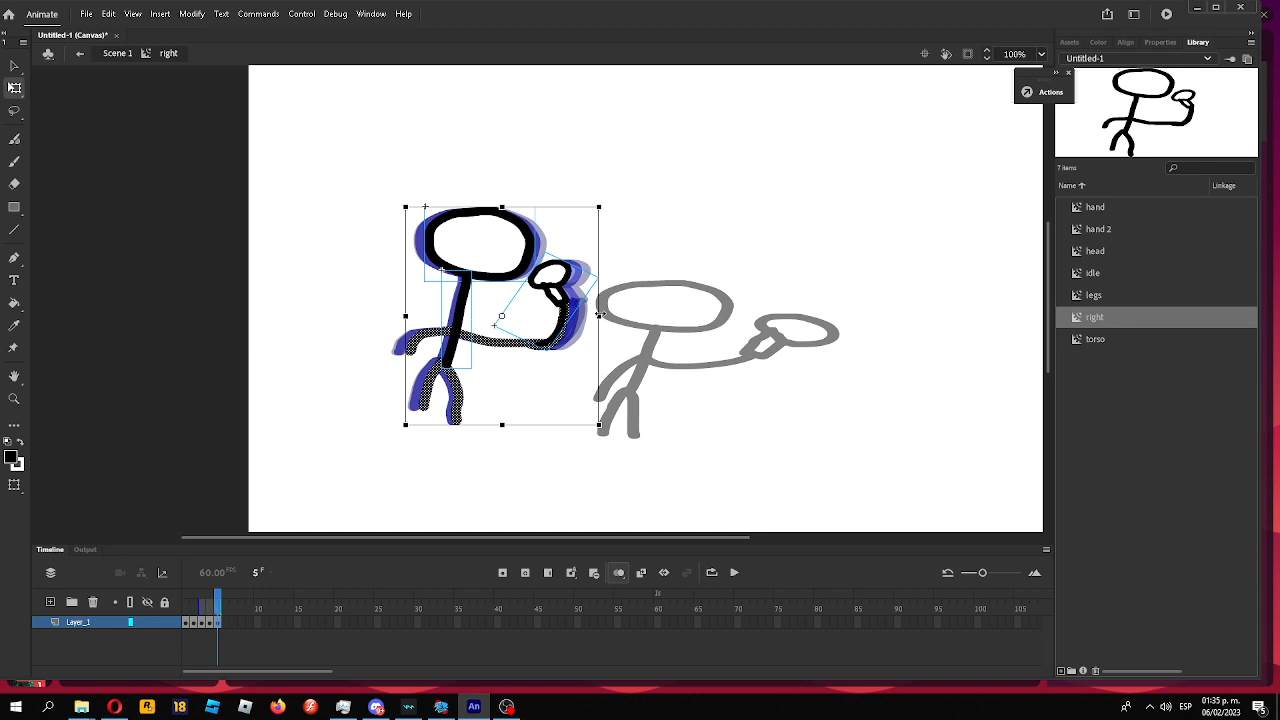 Animate File Edit View Insert Modify Text Commands Control Debug Window Help
Untitled-1 (Canvas)* ×
Scene 1 right 100%
Assets Color Align Properties Library
Untitled-1
Actions
7 items
Name Linkage
hand
hand 2
head
idle
legs
right
torso
Timeline Output
60.00 FPS 5 F
1s
10 15 20 25 30 35 40 45 50 55 60 65 70 75 80 85 90 95 100 105
Layer_1
ESP 01:35 p. m.
06/02/2023